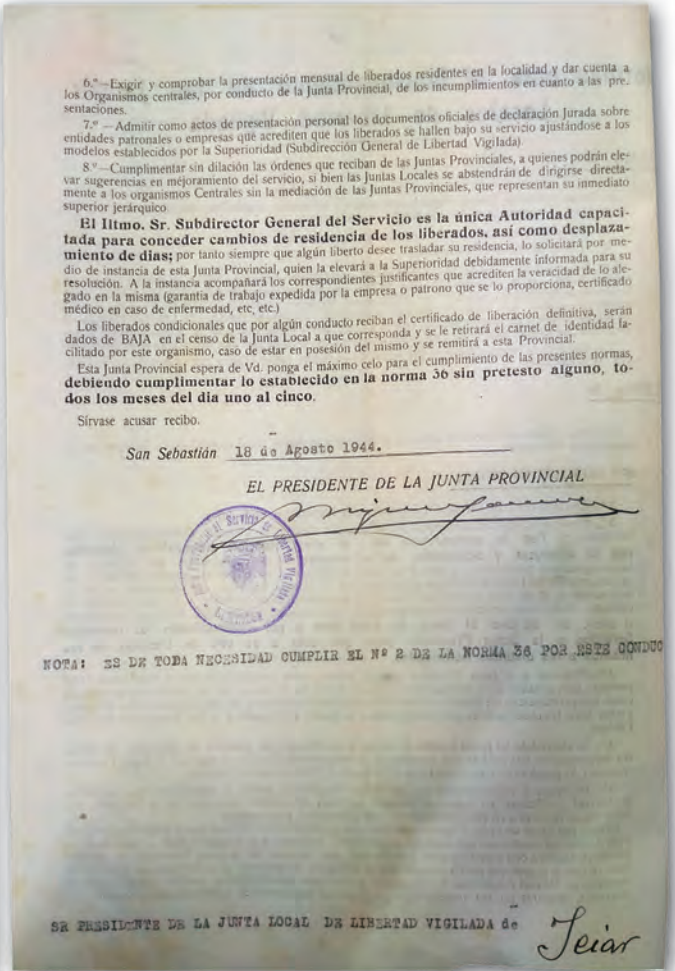 6.º—Exigir y comprobar la presentación mensual de liberados residentes en la localidad y dar cuenta a
los Organismos centrales, por conducto de la Junta Provincial, de los incumplimientos en cuanto a las pre
sentaciones.
7.º —Admitir como actos de presentación personal los documentos oficiales de declaración Jurada sobre
entidades patronales o empresas que acrediten que los liberados se hallen bajo su servicio ajustándose a los
modelos establecidos por la Superioridad (Subdirección General de Libertad Vigilada)
8.º—Cumplimentar sin dilación las órdenes que reciban de las Juntas Provinciales, a quienes podrán ele-
var sugerencias en mejoramiento del servicio, si bien las Juntas Locales se abstendrán de dirigirse directa-
mente a los organismos Centrales sin la mediación de las Juntas Provinciales, que representan su inmediato
superior jerárquico
El Iltmo. Sr. Subdirector General del Servicio es la única Autoridad capaci-
tada para conceder cambios de residencia de los liberados, así como desplaza-
miento de dias; por tanto siempre que algún liberto desee trasladar su residencia, lo solicitará por me-
dio de instancia de esta Junta Provincial, quien la elevará a la Superioridad debidamente informada para su
resolución. A la instancia acompañará los correspondientes justificantes que acrediten la veracidad de lo ale-
gado en la misma (garantía de trabajo expedida por la empresa o patrono que se lo proporciona, certificado
médico en caso de enfermedad, etc, etc.)
Los liberados condicionales que por algún conducto reciban el certificado de liberación definitiva, serán
dados de BAJA en el censo de la Junta Local a que corresponda y se le retirará el carnet de identidad fa-
cilitado por este organismo, caso de estar en posesión del mismo y se remitirá a esta Provincial.
Esta Junta Provincial espera de Vd. ponga el máximo celo para el cumplimiento de las presentes normas,
debiendo cumplimentar lo establecido en la norma 36 sin pretesto alguno, to-
dos los meses del dia uno al cinco.
Sírvase acusar recibo.
San Sebastián 18 de Agosto 1944.
EL PRESIDENTE DE LA JUNTA PROVINCIAL
Servicio de Libertad Vigilada
NOTA: ES DE TODA NECESIDAD CUMPLIR EL Nº 2 DE LA NORMA 36 POR ESTE CONDUC
SR PRESIDENTE DE LA JUNTA LOCAL DE LIBERTAD VIGILADA de